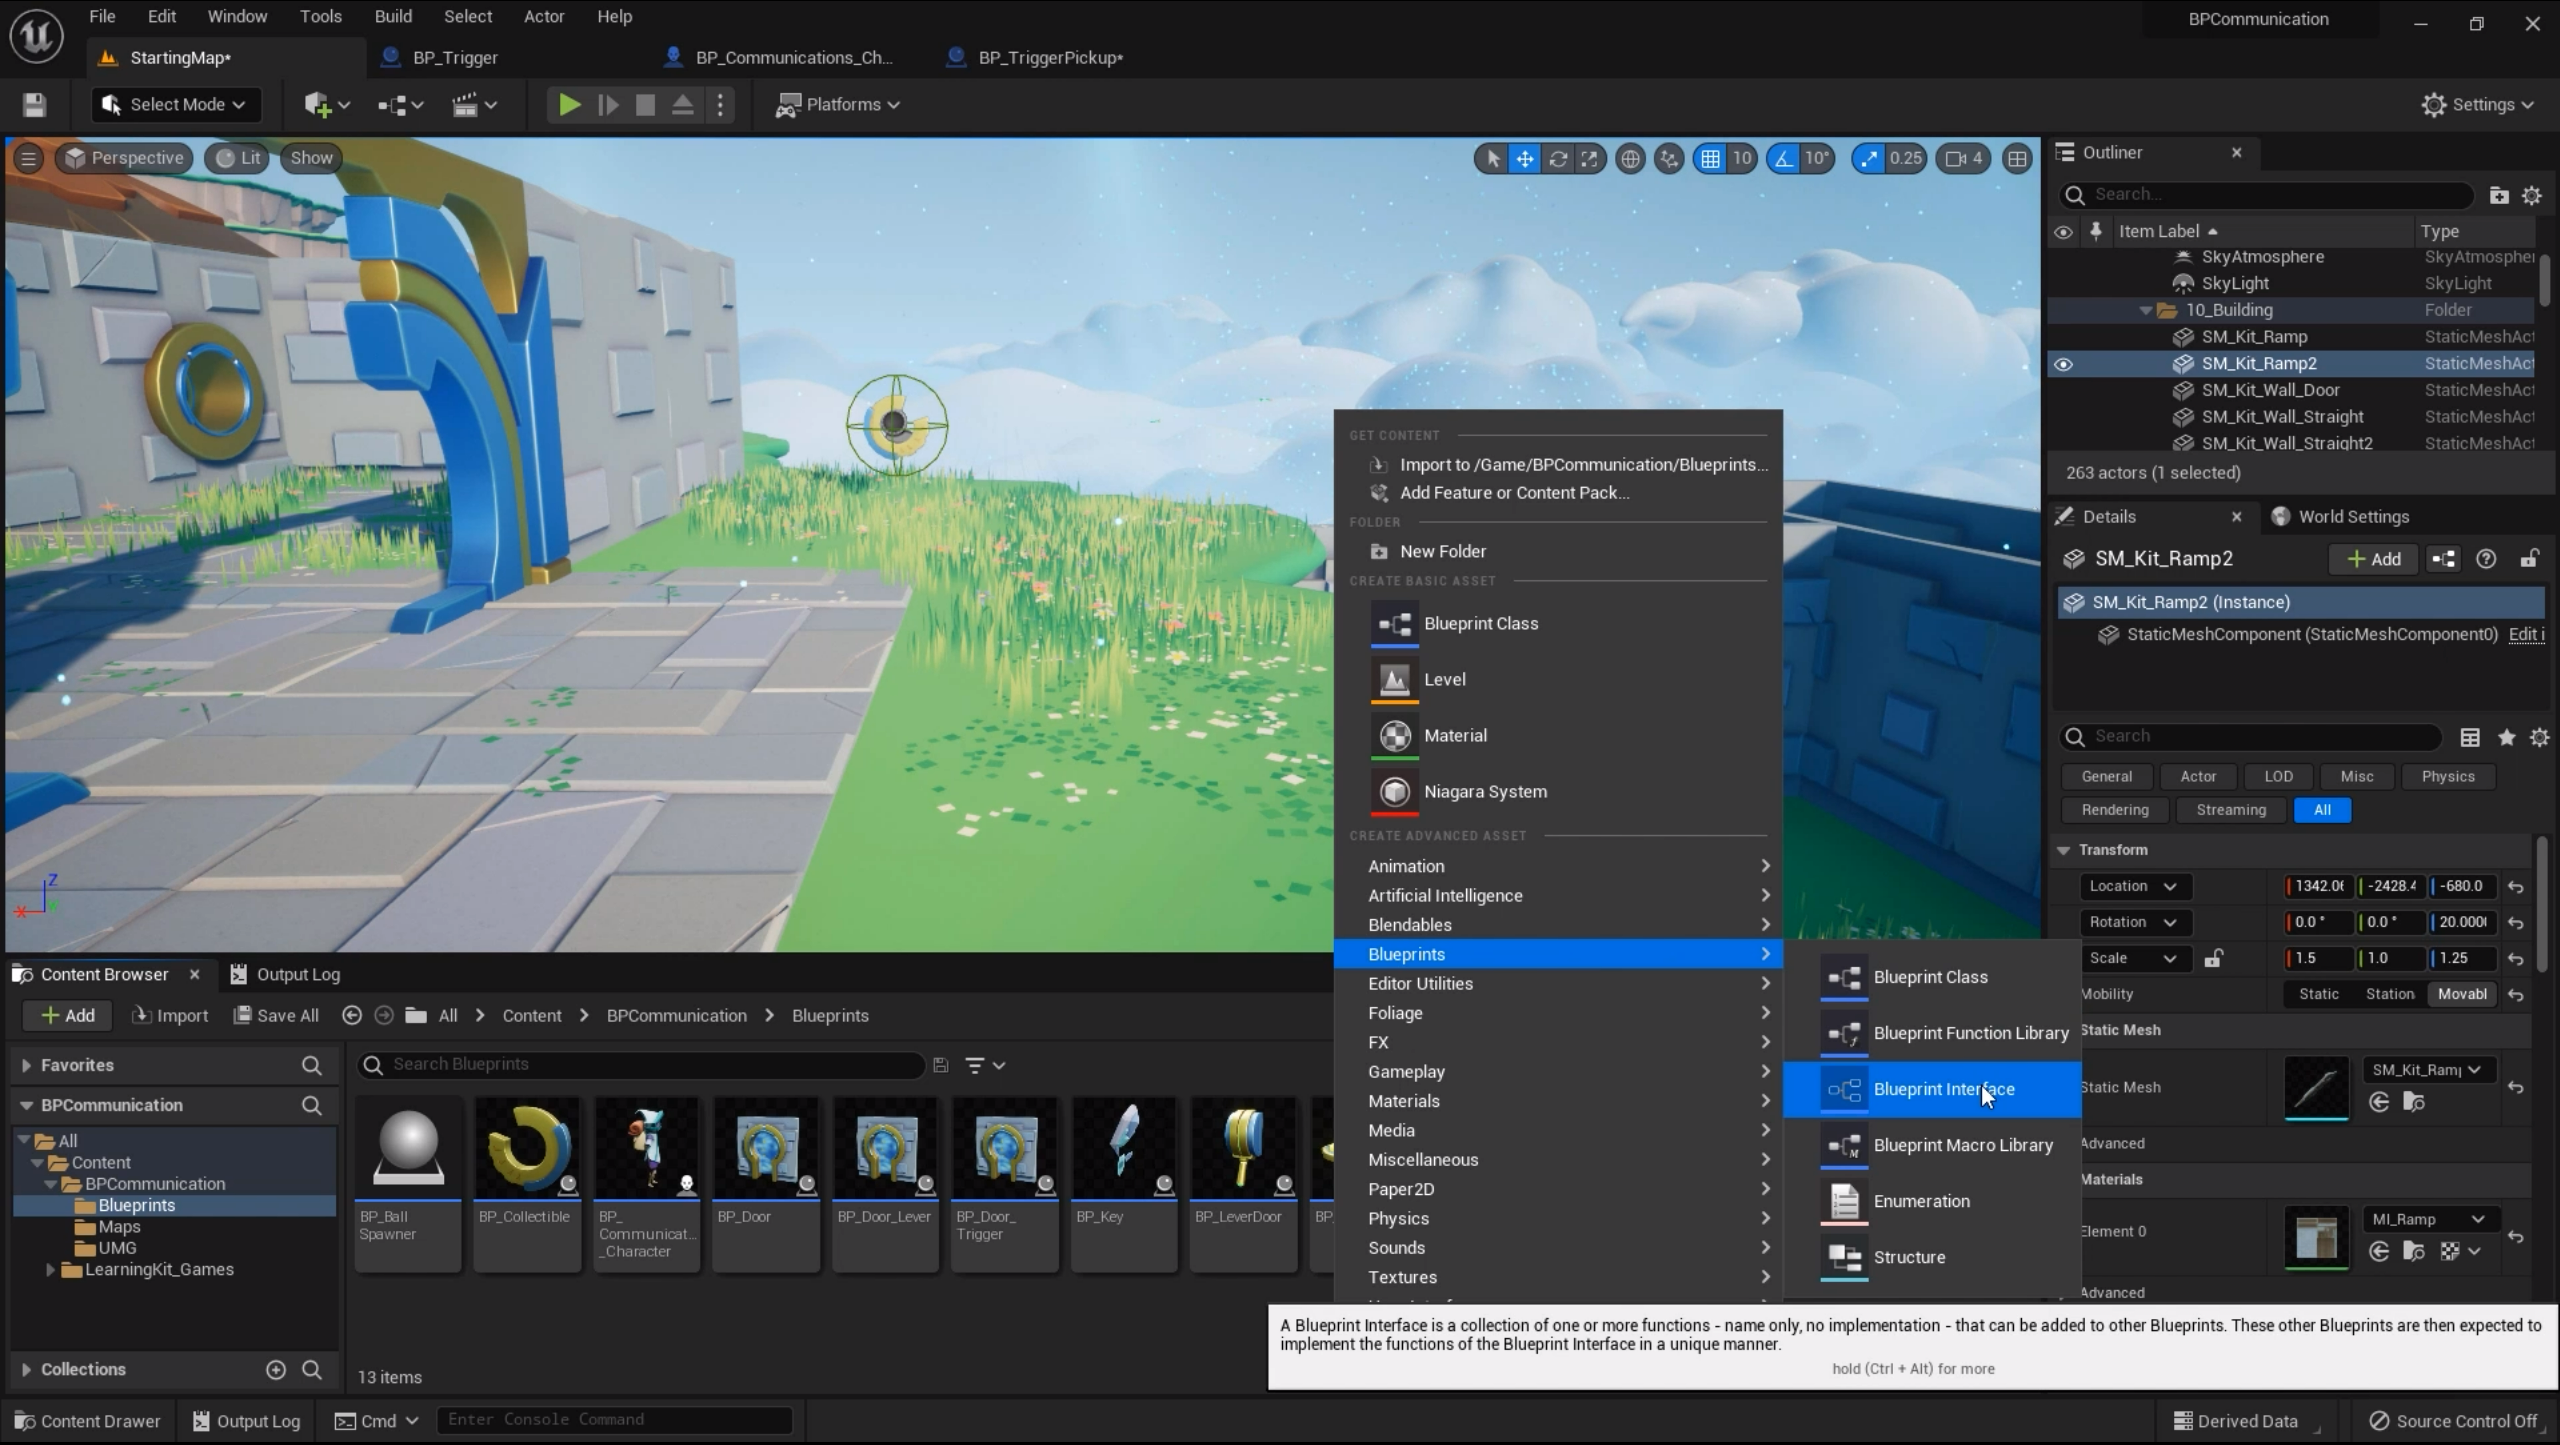 File Edit Window Tools Build Select Actor Help
BPCommunication
StartingMap* BP_Trigger BP_Communications_Ch... BP_TriggerPickup*
Select Mode Platforms Settings
Perspective Lit Show 10 10° 0.25 4
Outliner
Search...
Item Label Type
SkyAtmosphere SkyAtmospher
SkyLight SkyLight
10_Building Folder
SM_Kit_Ramp StaticMeshAct
SM_Kit_Ramp2 StaticMeshAct
SM_Kit_Wall_Door StaticMeshAct
SM_Kit_Wall_Straight StaticMeshAct
SM_Kit_Wall_Straight2 StaticMeshAct
263 actors (1 selected)
Details World Settings
SM_Kit_Ramp2 Add
SM_Kit_Ramp2 (Instance)
StaticMeshComponent (StaticMeshComponent0) Edit i
Search
General Actor LOD Misc Physics
Rendering Streaming All
Transform
Location 1342.06 -2428.4 -680.0
Rotation 0.0 ° 0.0 ° 20.000
Scale 1.5 1.0 1.25
Mobility Static Station Movabl
Static Mesh
Static Mesh SM_Kit_Ram
Advanced
Materials
Element 0 MI_Ramp
Advanced
GET CONTENT
Import to /Game/BPCommunication/Blueprints...
Add Feature or Content Pack...
FOLDER
New Folder
CREATE BASIC ASSET
Blueprint Class
Level
Material
Niagara System
CREATE ADVANCED ASSET
Animation
Artificial Intelligence
Blendables
Blueprints
Editor Utilities
Foliage
FX
Gameplay
Materials
Media
Miscellaneous
Paper2D
Physics
Sounds
Textures
Blueprint Class
Blueprint Function Library
Blueprint Interface
Blueprint Macro Library
Enumeration
Structure
A Blueprint Interface is a collection of one or more functions - name only, no implementation - that can be added to other Blueprints. These other Blueprints are then expected to
implement the functions of the Blueprint Interface in a unique manner.
hold (Ctrl + Alt) for more
Z
X
Content Browser Output Log
Add Import Save All All Content BPCommunication Blueprints
Favorites
BPCommunication
All
Content
BPCommunication
Blueprints
Maps
UMG
LearningKit_Games
Collections
Search Blueprints
BP_Ball
Spawner
BP_Collectible
BP_
Communicat...
_Character
BP_Door
BP_Door_Lever
BP_Door_
Trigger
BP_Key
BP_LeverDoor
13 items
Content Drawer Output Log Cmd Enter Console Command Derived Data Source Control Off